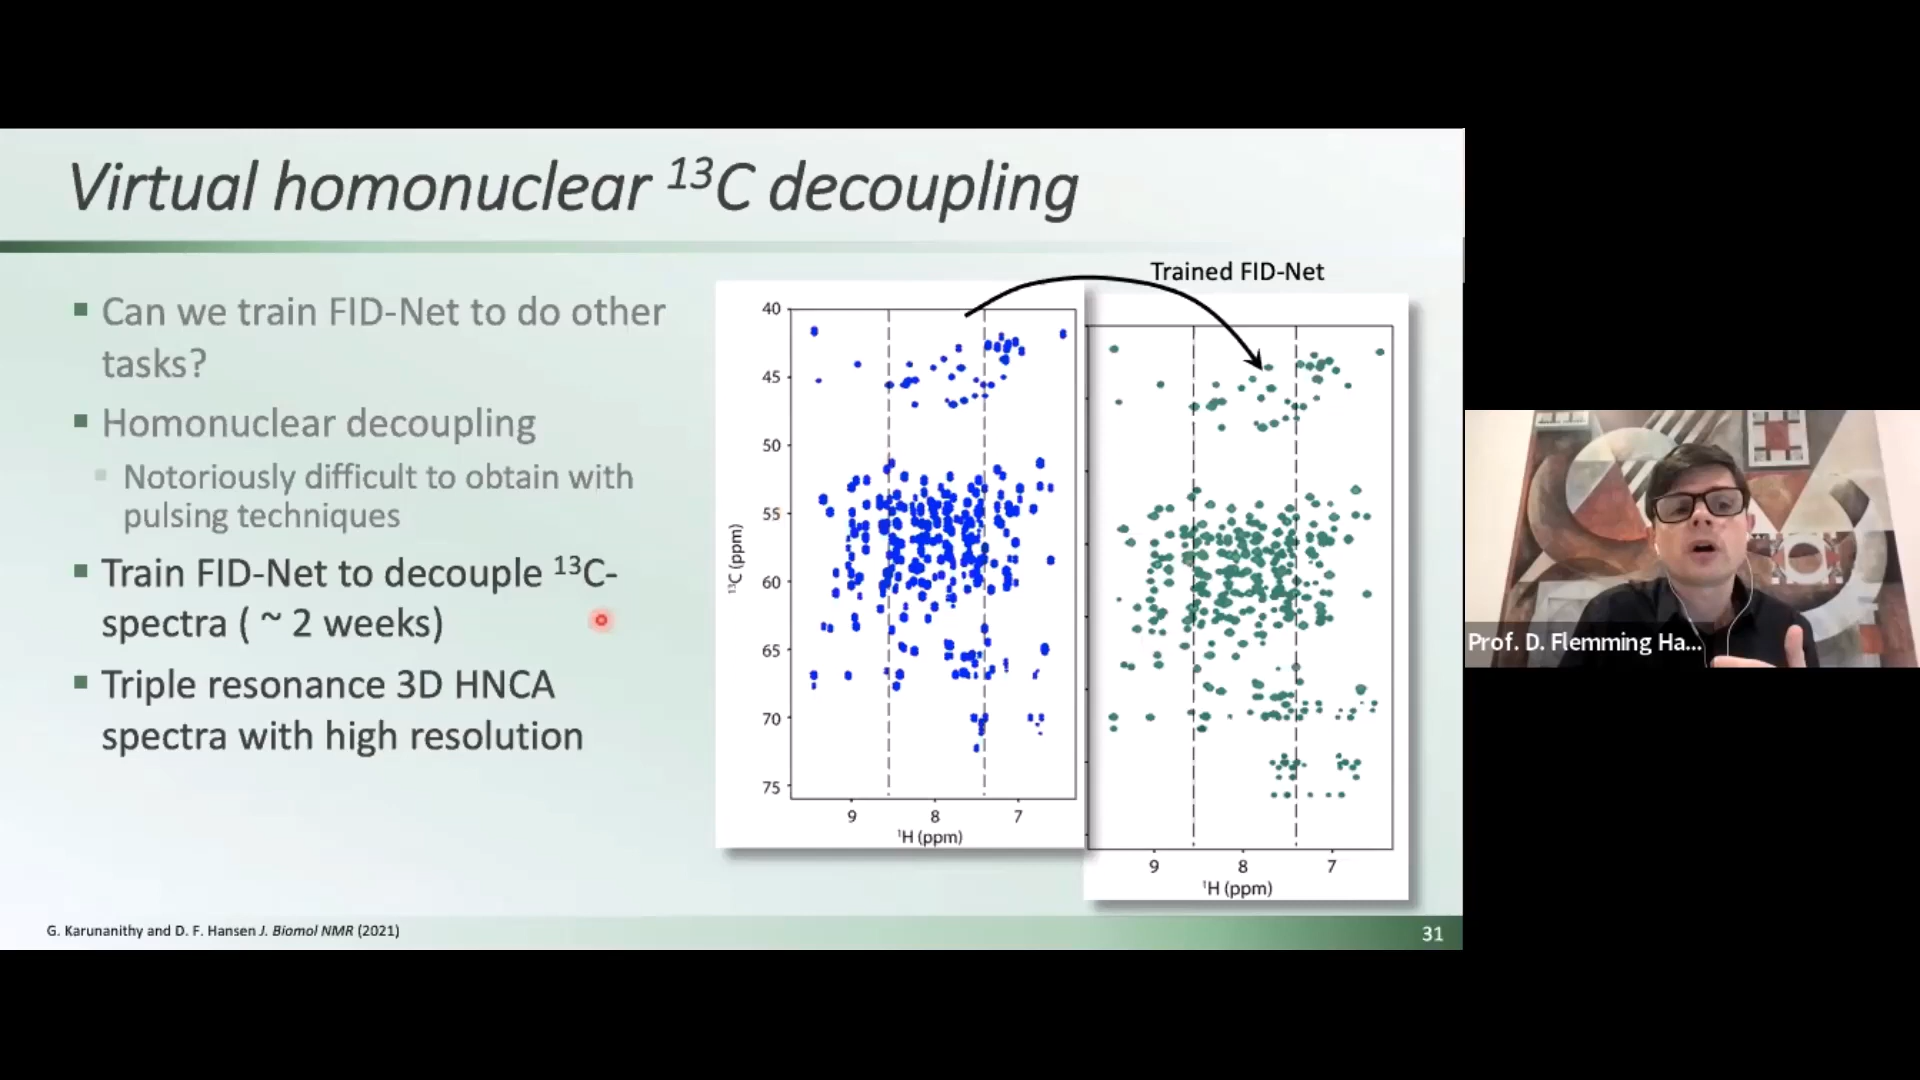 Virtual homonuclear ¹³C decoupling
▪ Can we train FID-Net to do other
tasks?
▪ Homonuclear decoupling
▪ Notoriously difficult to obtain with
pulsing techniques
▪ Train FID-Net to decouple ¹³C-
spectra ( ~ 2 weeks)
▪ Triple resonance 3D HNCA
spectra with high resolution
Trained FID-Net
40
45
50
55
60
65
70
75
¹³C (ppm)
9 8 7
¹H (ppm)
9 8 7
¹H (ppm)
Prof. D. Flemming Ha...
G. Karunanithy and D. F. Hansen J. Biomol NMR (2021)
31